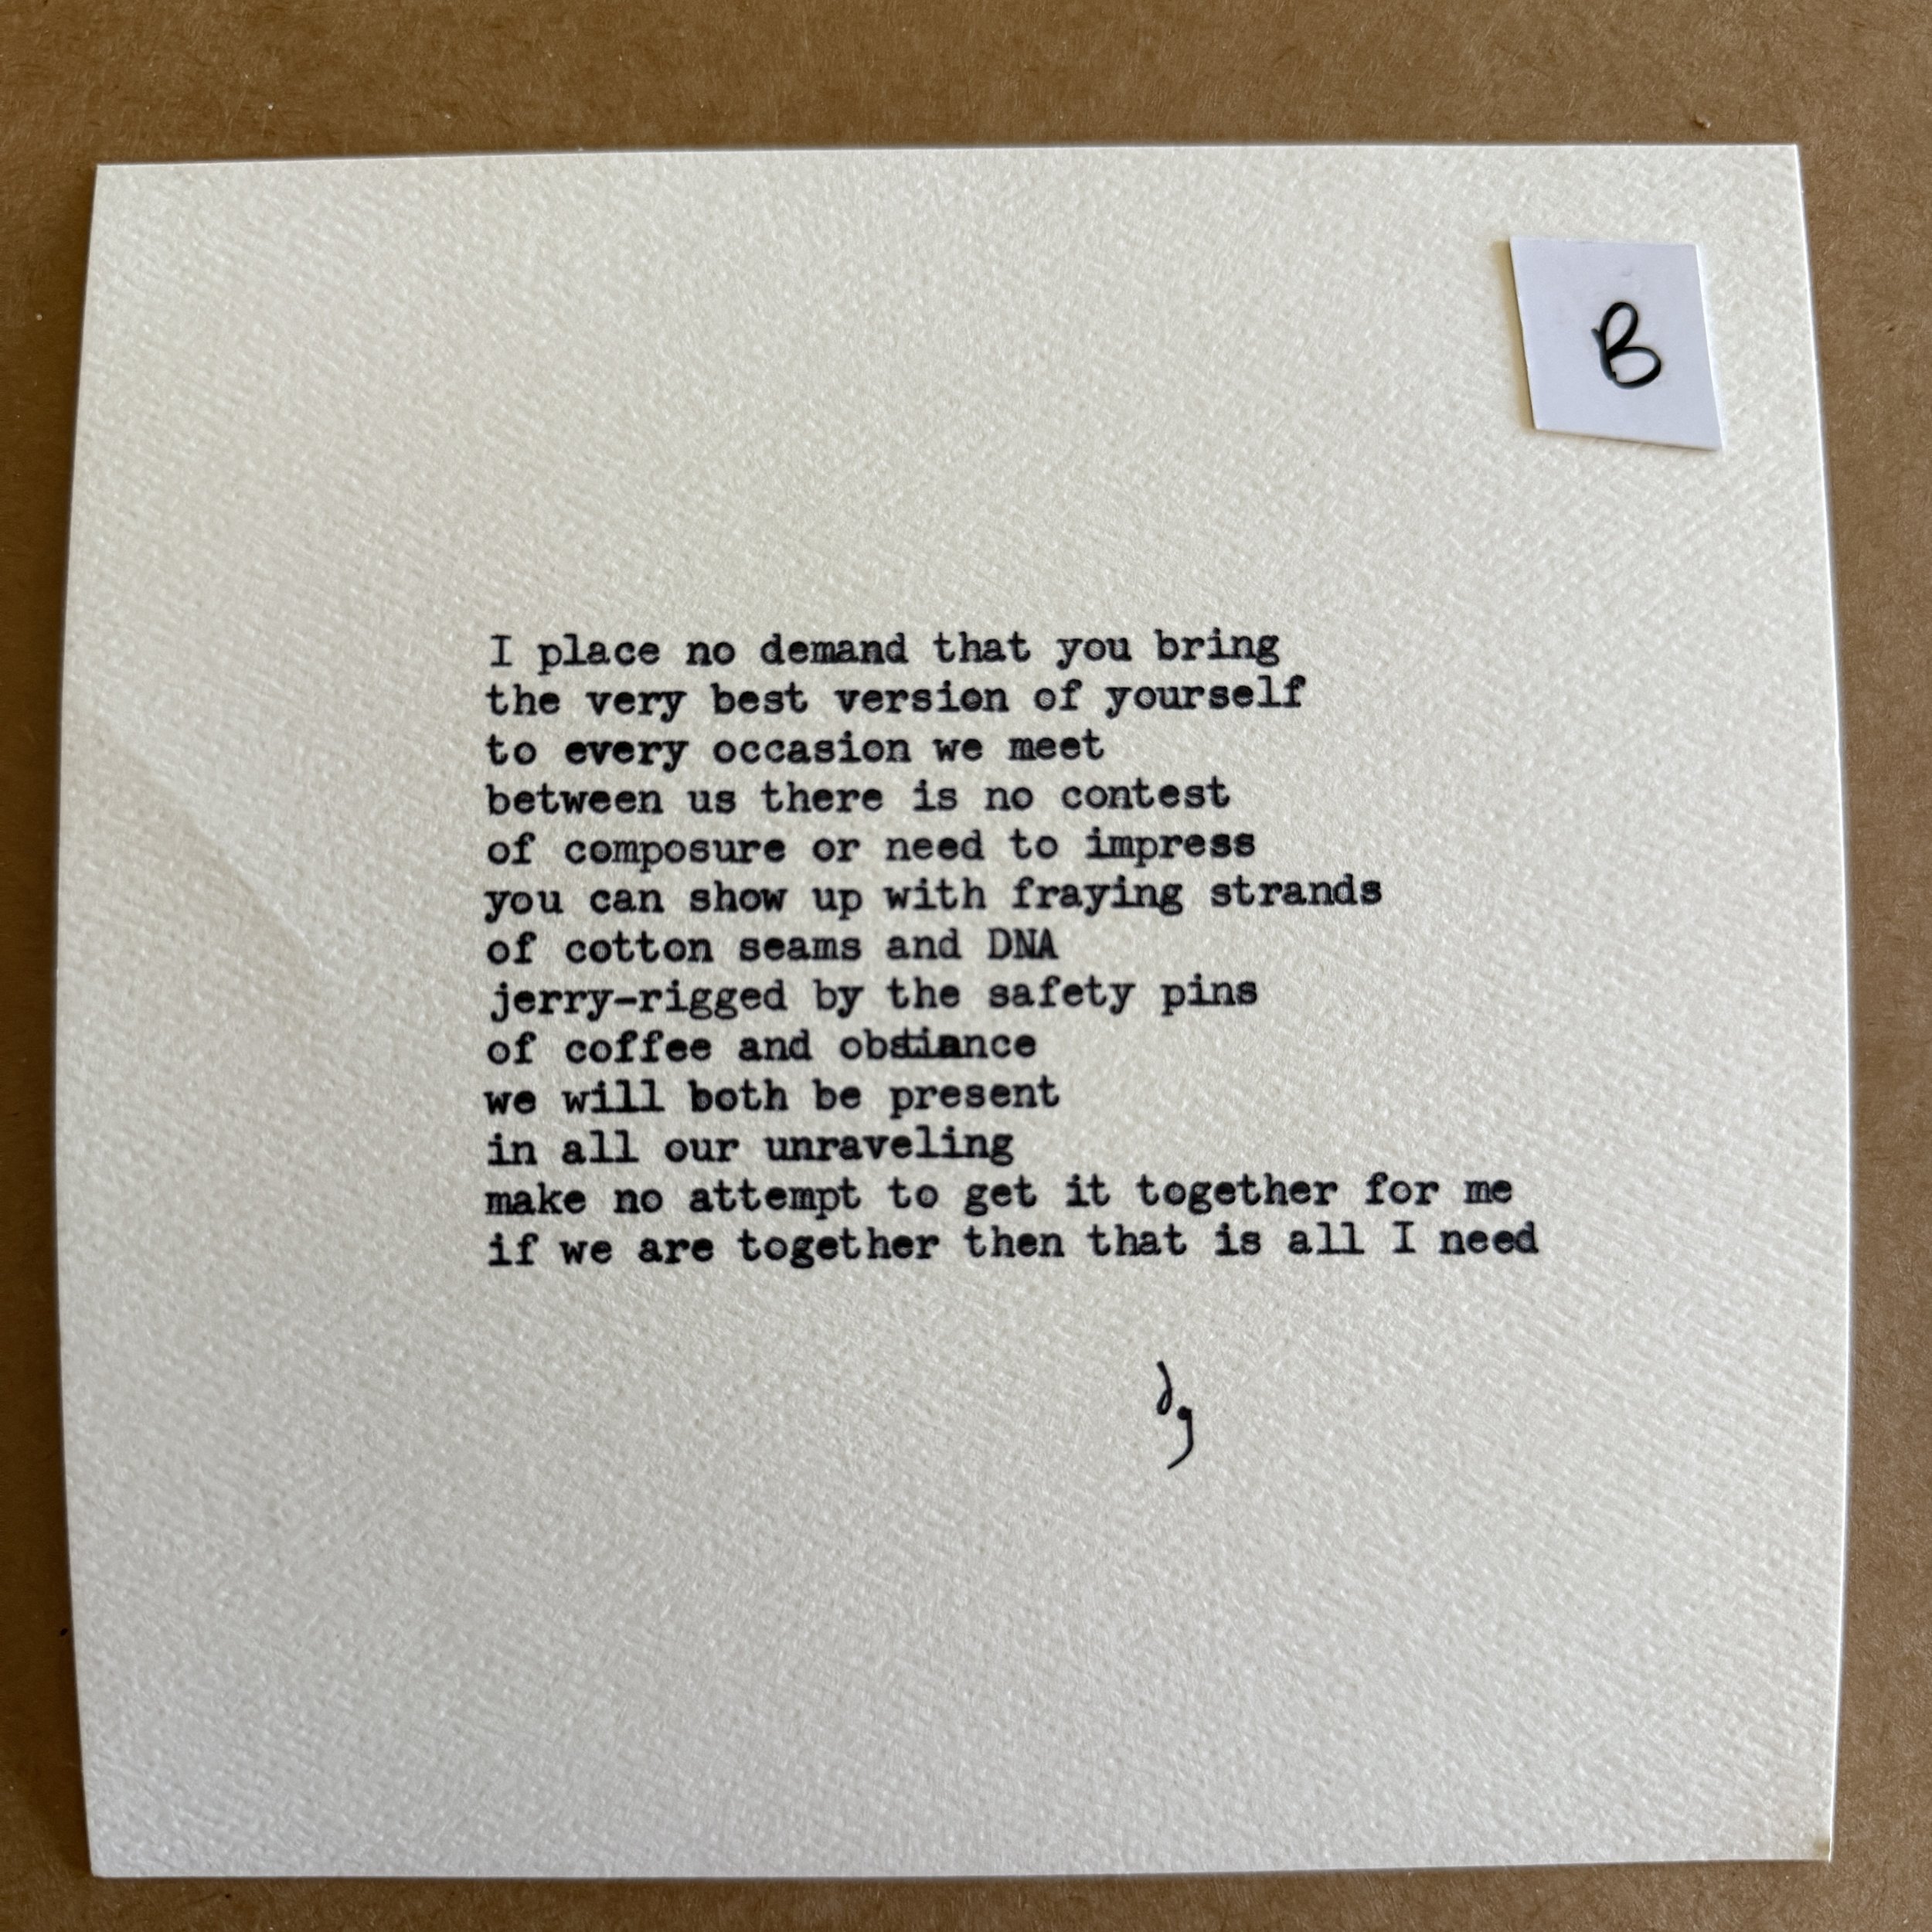 B
I place no demand that you bring
the very best version of yourself
to every occasion we meet
between us there is no contest
of composure or need to impress
you can show up with fraying strands
of cotton seams and DNA
jerry-rigged by the safety pins
of coffee and
we will both be present
in all our unraveling
make no attempt to get it together for me
if we are together then that is all I need
dg